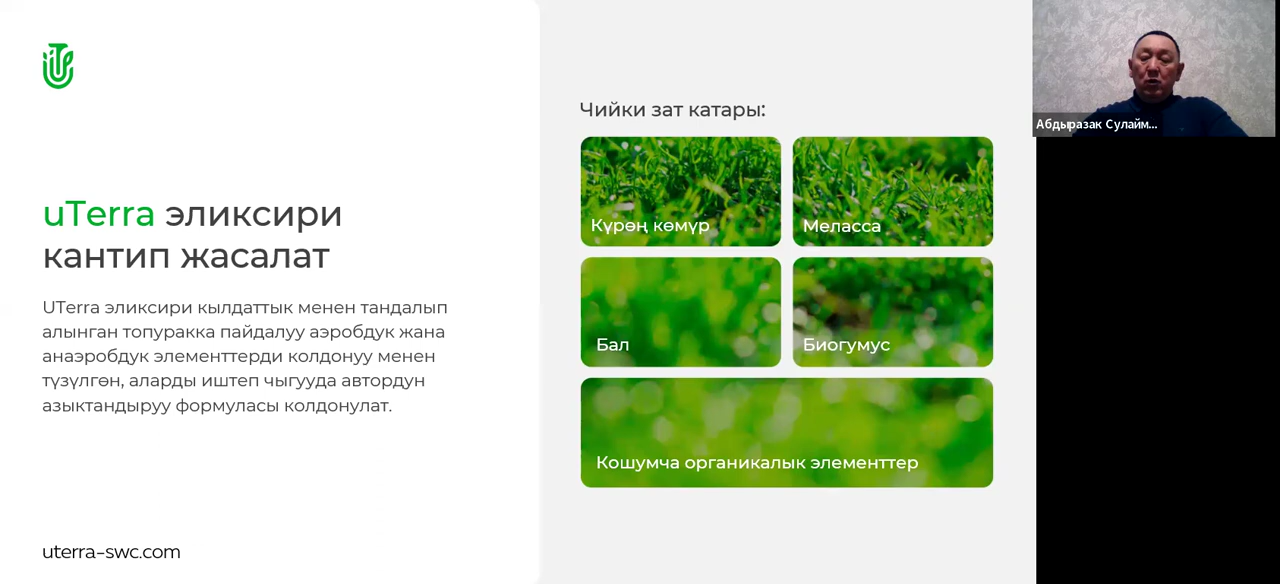 uTerra эликсири
кантип жасалат
UTerra эликсири кылдаттык менен тандалып
алынган топуракка пайдалуу аэробдук жана
анаэробдук элементтерди колдонуу менен
түзүлгөн, аларды иштеп чыгууда автордун
азыктандыруу формуласы колдонулат.
uterra-swc.com
Чийки зат катары:
Күрөң көмүр
Меласса
Бал
Биогумус
Кошумча органикалык элементтер
Абдыразак Сулайм...